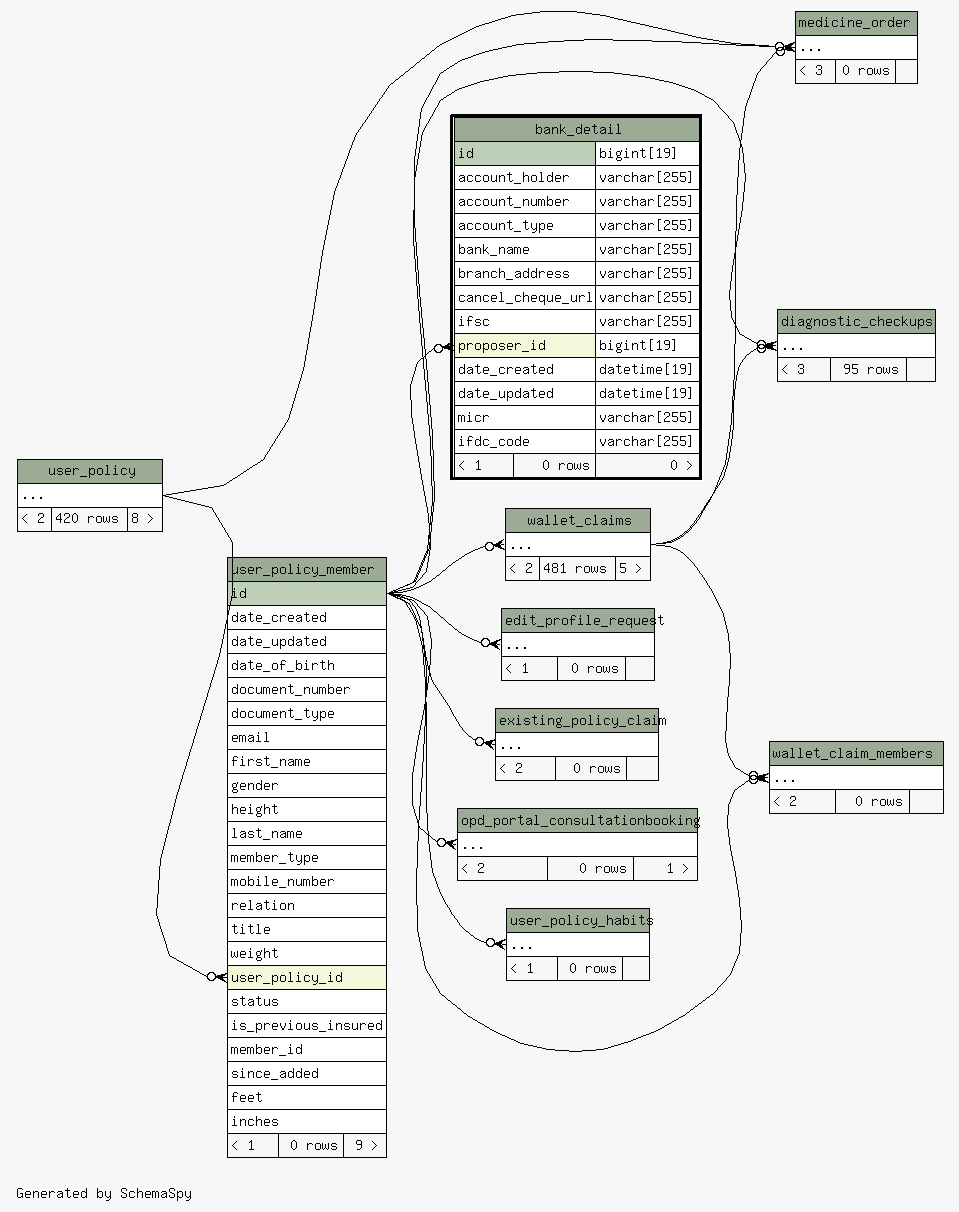 medicine_order
...
< 3 0 rows
bank_detail
id bigint[19]
account_holder varchar[255]
account_number varchar[255]
account_type varchar[255]
bank_name varchar[255]
branch_address varchar[255]
cancel_cheque_url varchar[255]
ifsc varchar[255]
proposer_id bigint[19]
date_created datetime[19]
date_updated datetime[19]
micr varchar[255]
ifdc_code varchar[255]
< 1 0 rows 0 >
diagnostic_checkups
...
< 3 95 rows
user_policy
...
< 2 420 rows 8 >
wallet_claims
...
< 2 481 rows 5 >
user_policy_member
id
date_created
date_updated
date_of_birth
document_number
document_type
email
first_name
gender
height
last_name
member_type
mobile_number
relation
title
weight
user_policy_id
status
is_previous_insured
member_id
since_added
feet
inches
< 1 0 rows 9 >
edit_profile_request
...
< 1 0 rows
existing_policy_claim
...
< 2 0 rows
wallet_claim_members
...
< 2 0 rows
opd_portal_consultationbooking
...
< 2 0 rows 1 >
user_policy_habits
...
< 1 0 rows
Generated by SchemaSpy